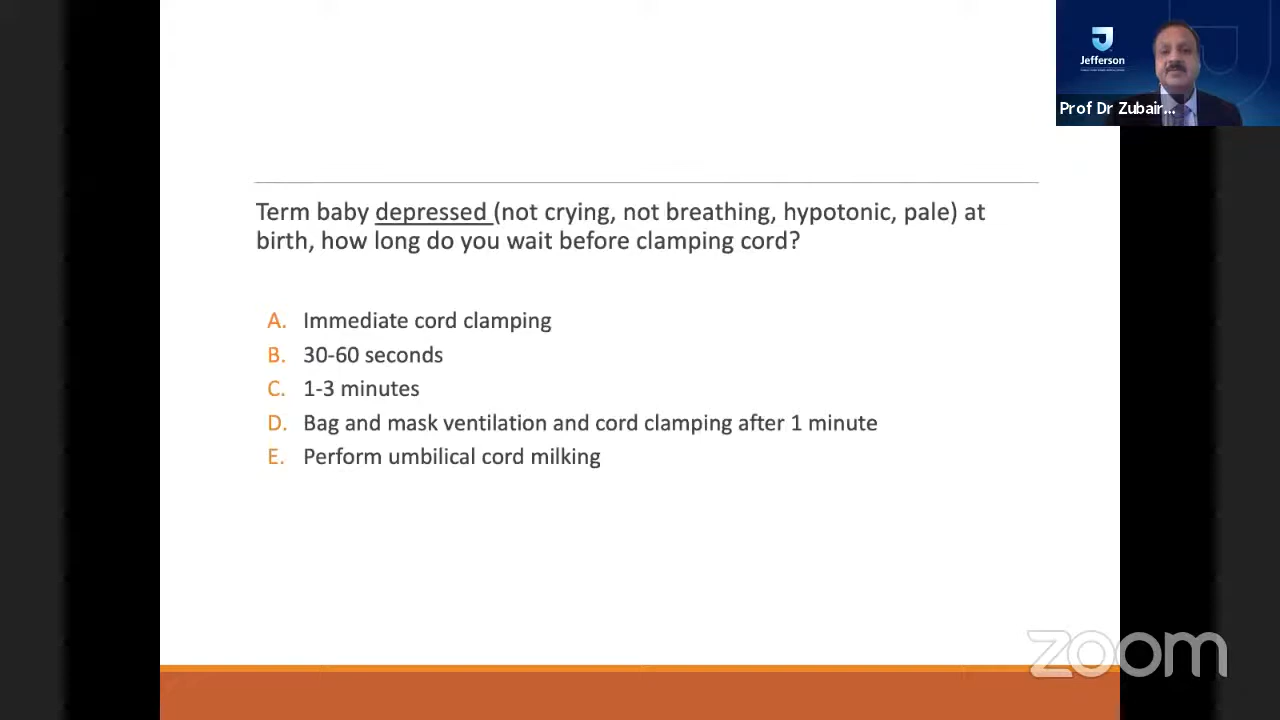 Jefferson
Prof Dr Zubair...
Term baby depressed (not crying, not breathing, hypotonic, pale) at
birth, how long do you wait before clamping cord?
A. Immediate cord clamping
B. 30-60 seconds
C. 1-3 minutes
D. Bag and mask ventilation and cord clamping after 1 minute
E. Perform umbilical cord milking
zoom